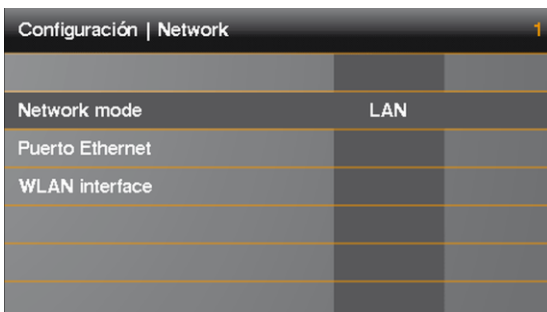 Configuración | Network 1
Network mode LAN
Puerto Ethernet
WLAN interface